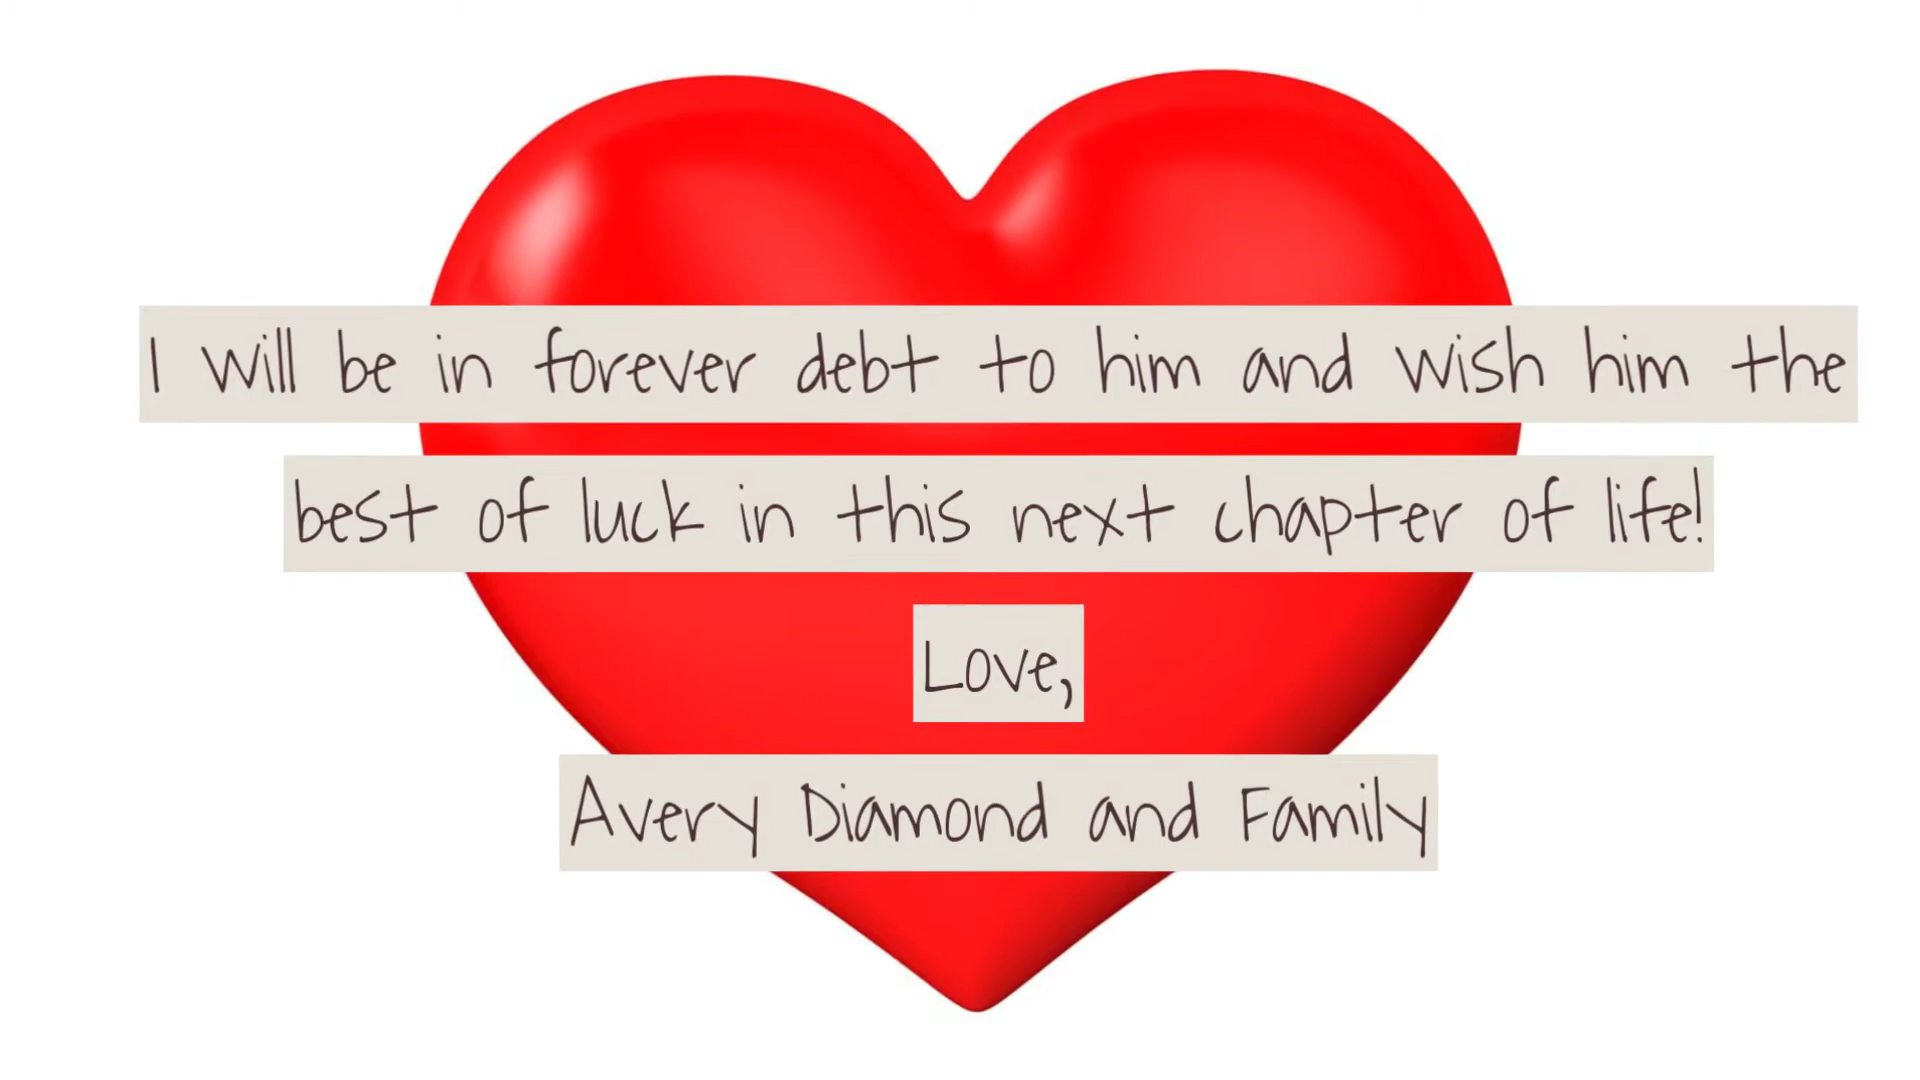 I will be in forever debt to him and wish him the
best of luck in this next chapter of life!
Love,
Avery Diamond and Family